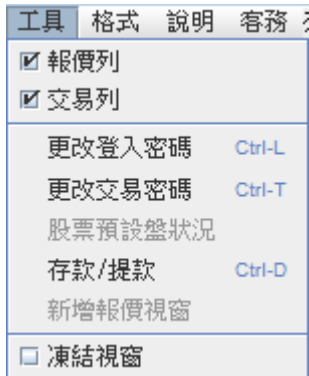 工具 格式 說明 客務
報價列
交易列
更改登入密碼 Ctrl-L
更改交易密碼 Ctrl-T
股票預設盤狀況
存款/提款 Ctrl-D
新增報價視窗
凍結視窗